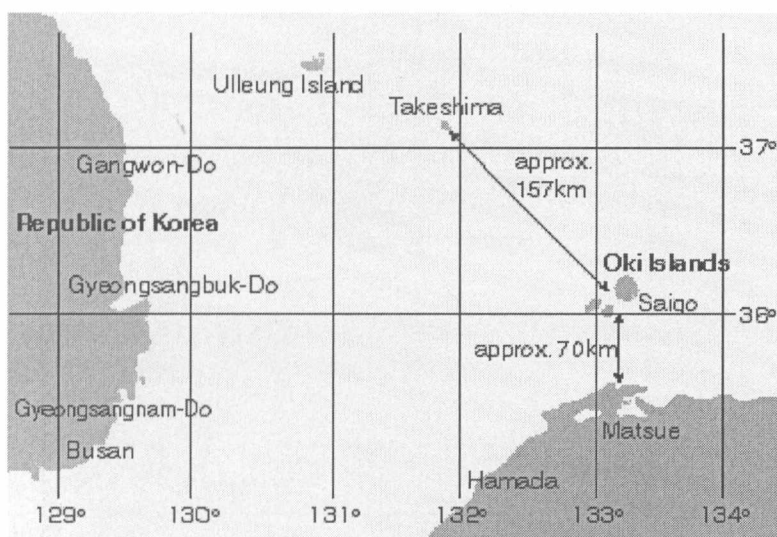 Ulleung Island
Takeshima
37°
Gangwon-Do
approx.
157km
Republic of Korea
Oki Islands
Gyeongsangbuk-Do
Saigo
36°
approx. 70km
Gyeongsangnam-Do
Matsue
Busan
Hamada
129°
130°
131°
132°
133°
134°